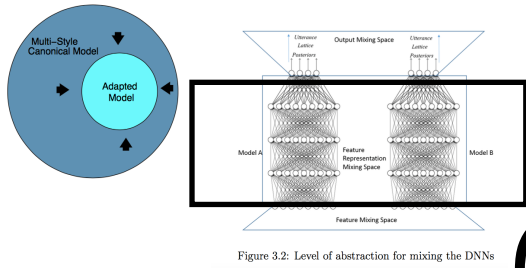 Multi–Style
Canonical Model
Adapted
Model
Utterance
Lattice
Posteriors
Output Mixing Space
Utterance
Lattice
Posteriors
Model A
Feature
Representation
Mixing Space
Model B
Feature Mixing Space
Figure 3.2: Level of abstraction for mixing the DNNs